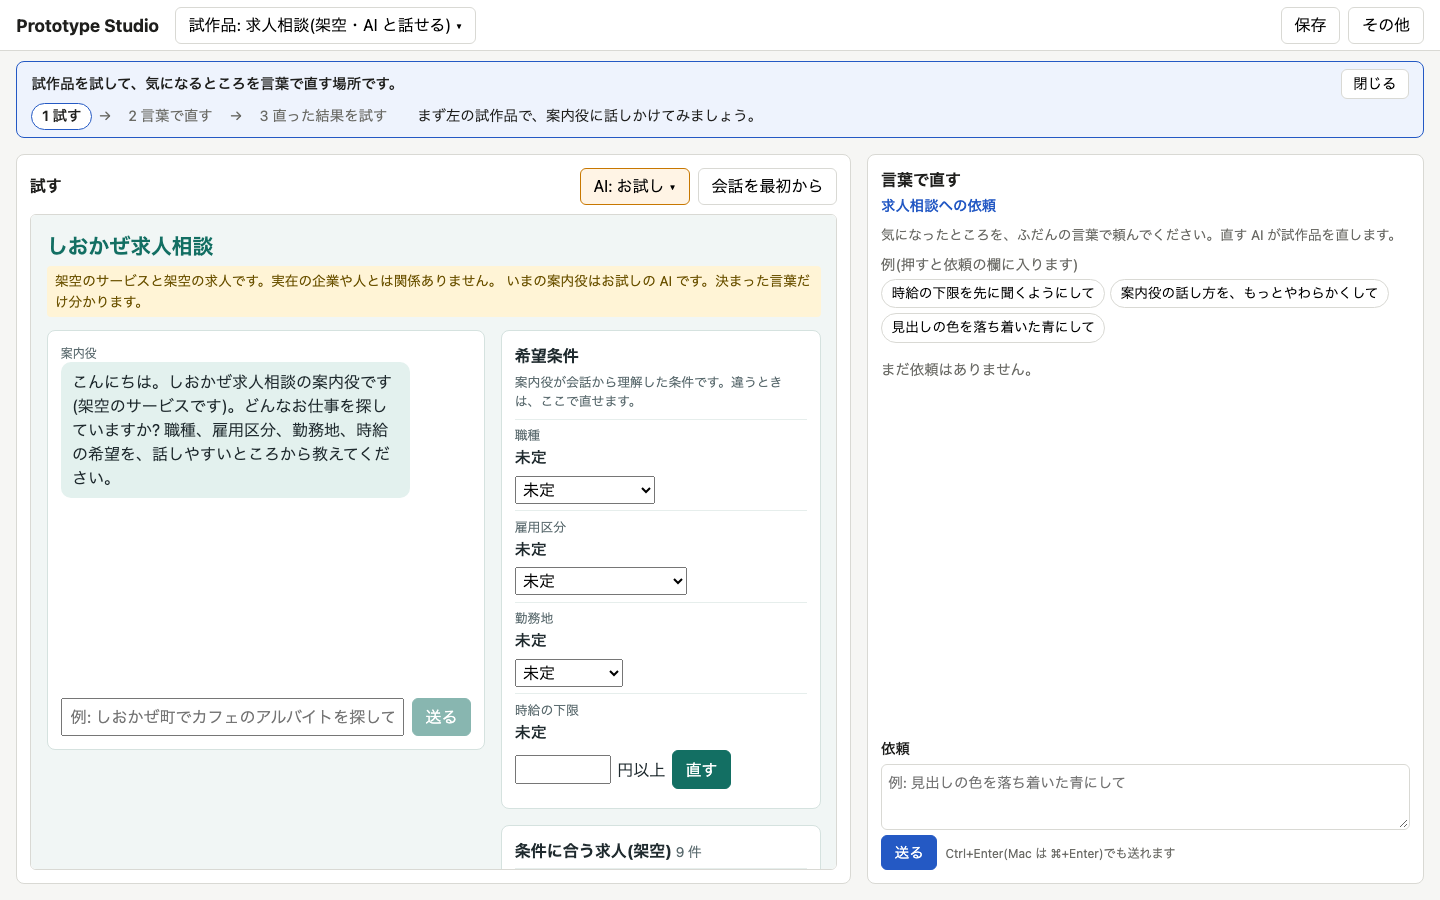 Prototype Studio
試作品: 求人相談(架空・AI と話せる) ▾
保存
その他
試作品を試して、気になるところを言葉で直す場所です。
閉じる
1 試す → 2 言葉で直す → 3 直った結果を試す
まず左の試作品で、案内役に話しかけてみましょう。
試す
AI: お試し ▾
会話を最初から
しおかぜ求人相談
架空のサービスと架空の求人です。実在の企業や人とは関係ありません。 いまの案内役はお試しの AI です。決まった言葉だ
け分かります。
案内役
こんにちは。しおかぜ求人相談の案内役です
(架空のサービスです)。どんなお仕事を探し
ていますか? 職種、雇用区分、勤務地、時給
の希望を、話しやすいところから教えてくだ
さい。
例: しおかぜ町でカフェのアルバイトを探して
送る
希望条件
案内役が会話から理解した条件です。違うとき
は、ここで直せます。
職種
未定
未定
雇用区分
未定
未定
勤務地
未定
未定
時給の下限
未定
円以上
直す
条件に合う求人(架空) 9 件
言葉で直す
求人相談への依頼
気になったところを、ふだんの言葉で頼んでください。直す AI が試作品を直します。
例(押すと依頼の欄に入ります)
時給の下限を先に聞くようにして
案内役の話し方を、もっとやわらかくして
見出しの色を落ち着いた青にして
まだ依頼はありません。
依頼
例: 見出しの色を落ち着いた青にして
送る
Ctrl+Enter(Mac は ⌘+Enter)でも送れます